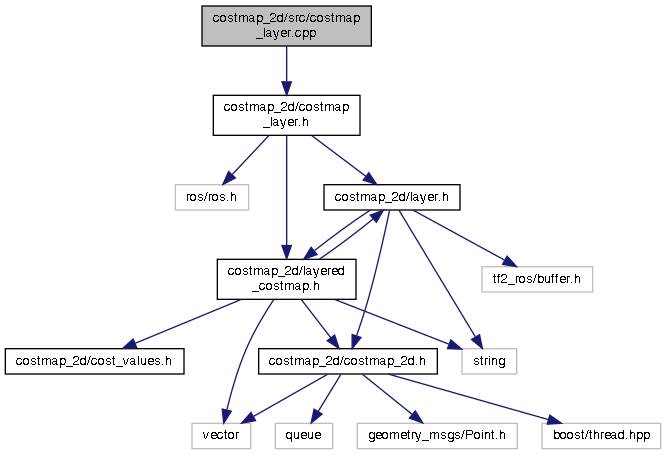 costmap_2d/src/costmap
_layer.cpp
costmap_2d/costmap
_layer.h
ros/ros.h
costmap_2d/layer.h
costmap_2d/layered
_costmap.h
tf2_ros/buffer.h
costmap_2d/cost_values.h
costmap_2d/costmap_2d.h
string
vector
queue
geometry_msgs/Point.h
boost/thread.hpp